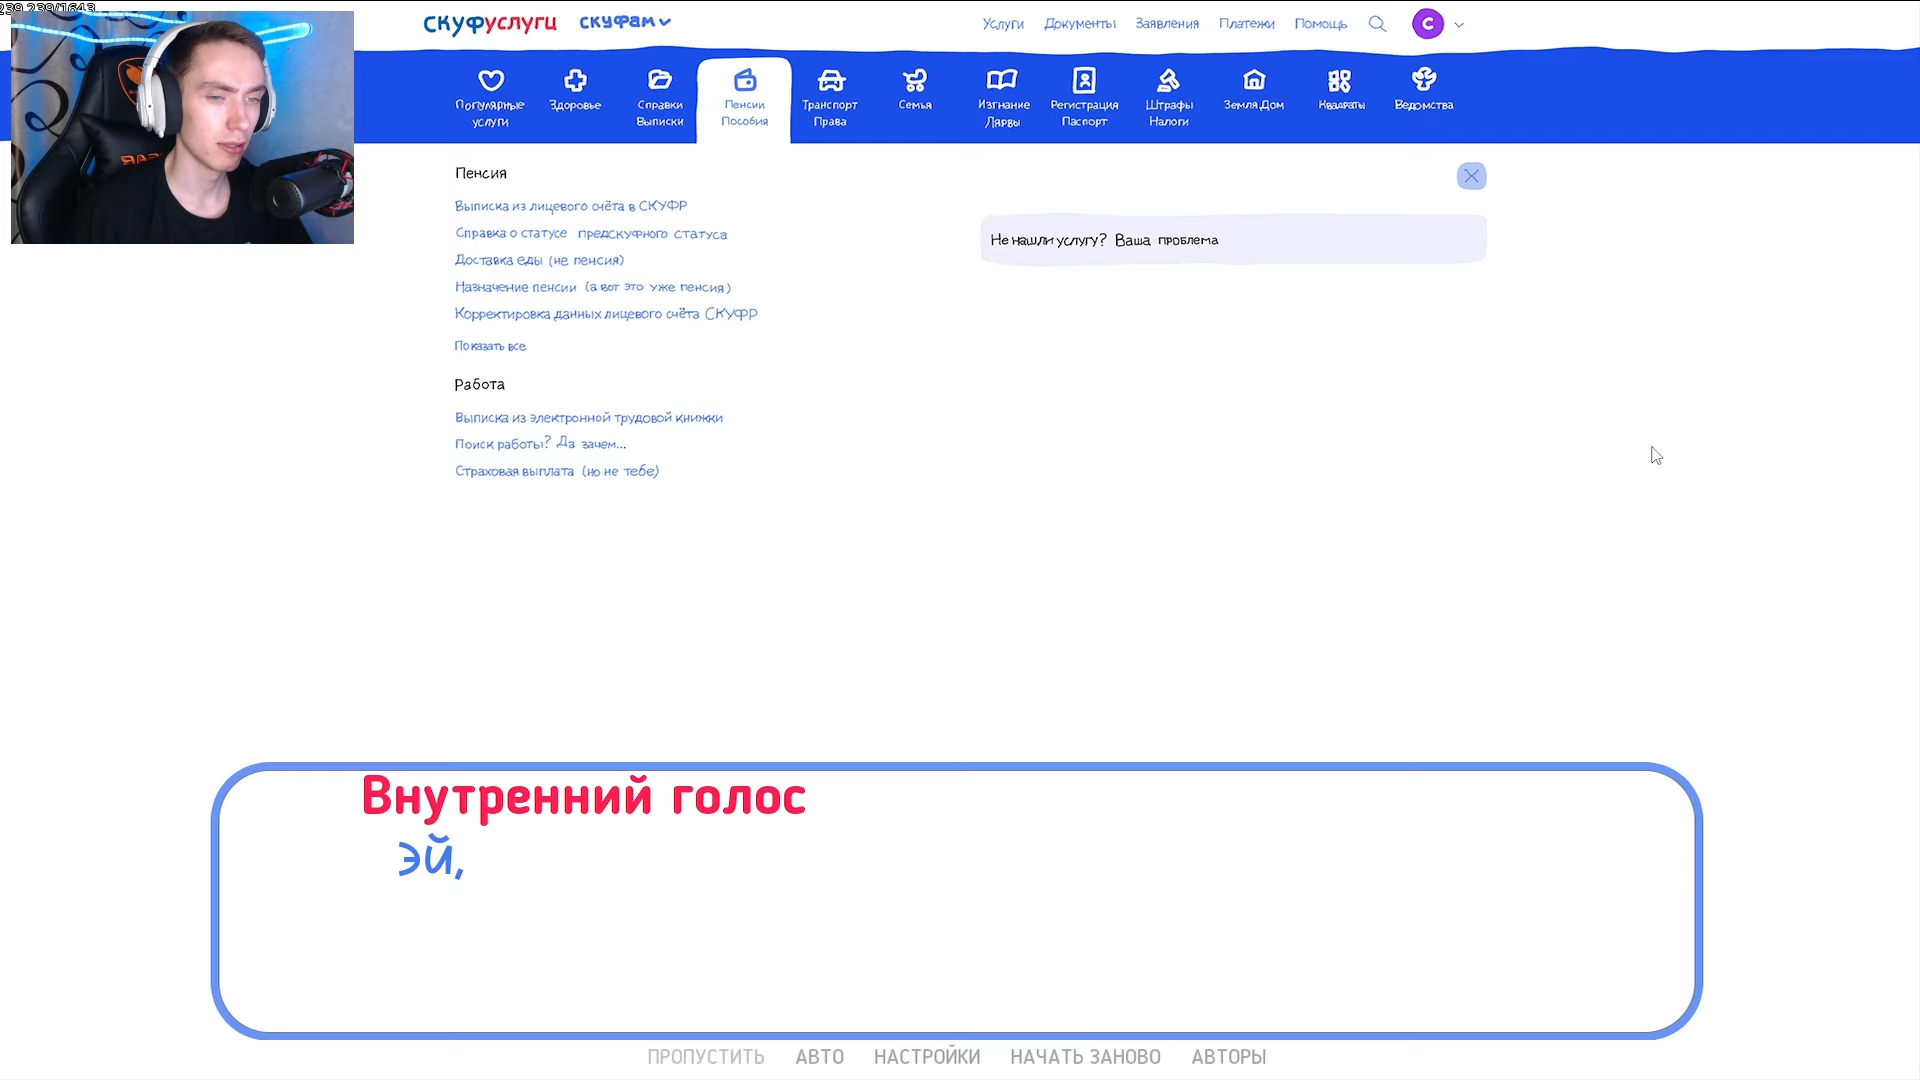 239 239/1643
СКУФУСЛУГИ СКУФАМ
Услуги Документы Заявления Платежи Помощь С
Популярные услуги
Здоровье
Справки Выписки
Пенсии Пособия
Транспорт Права
Семья
Изгнание Лярвы
Регистрация Паспорт
Штрафы Налоги
Земля Дом
Квадраты
Ведомства
Пенсия
Выписка из лицевого счёта в СКУФР
Справка о статусе предскуфного статуса
Доставка еды (не пенсия)
Назначение пенсии (а вот это уже пенсия)
Корректировка данных лицевого счёта СКУФР
Показать все
Не нашли услугу? Ваша проблема
Работа
Выписка из электронной трудовой книжки
Поиск работы? Да зачем...
Страховая выплата (но не тебе)
Внутренний голос
Эй,
ПРОПУСТИТЬ АВТО НАСТРОЙКИ НАЧАТЬ ЗАНОВО АВТОРЫ